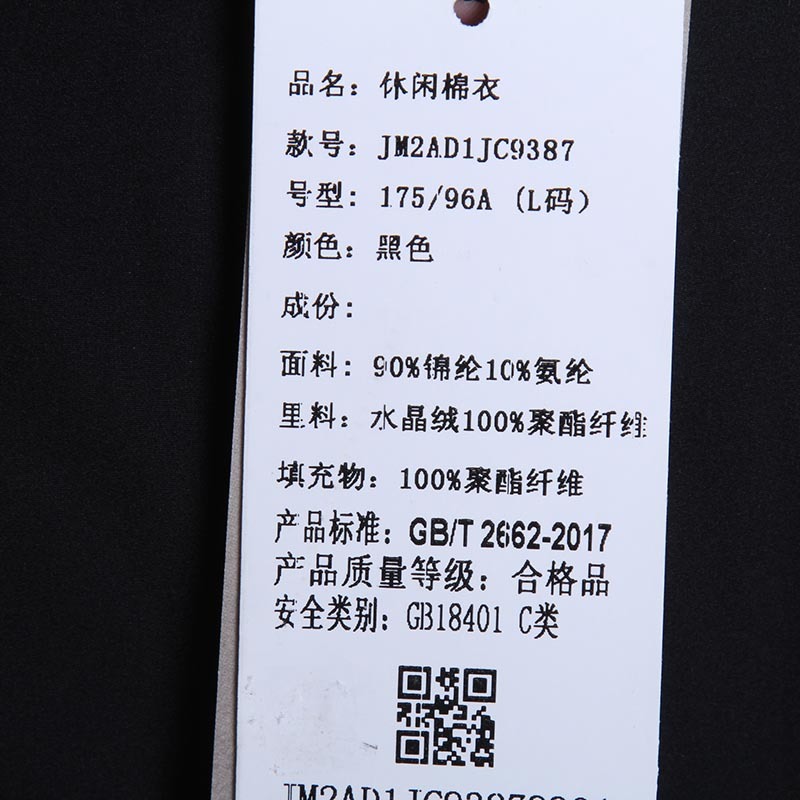 品名：休闲棉衣
款号：JM2AD1JC9387
号型：175/96A（L码）
颜色：黑色
成份：
面料：90%锦纶10%氨纶
里料：水晶绒100%聚酯纤维
填充物：100%聚酯纤维
产品标准：GB/T 2662-2017
产品质量等级：合格品
安全类别：GB18401 C类